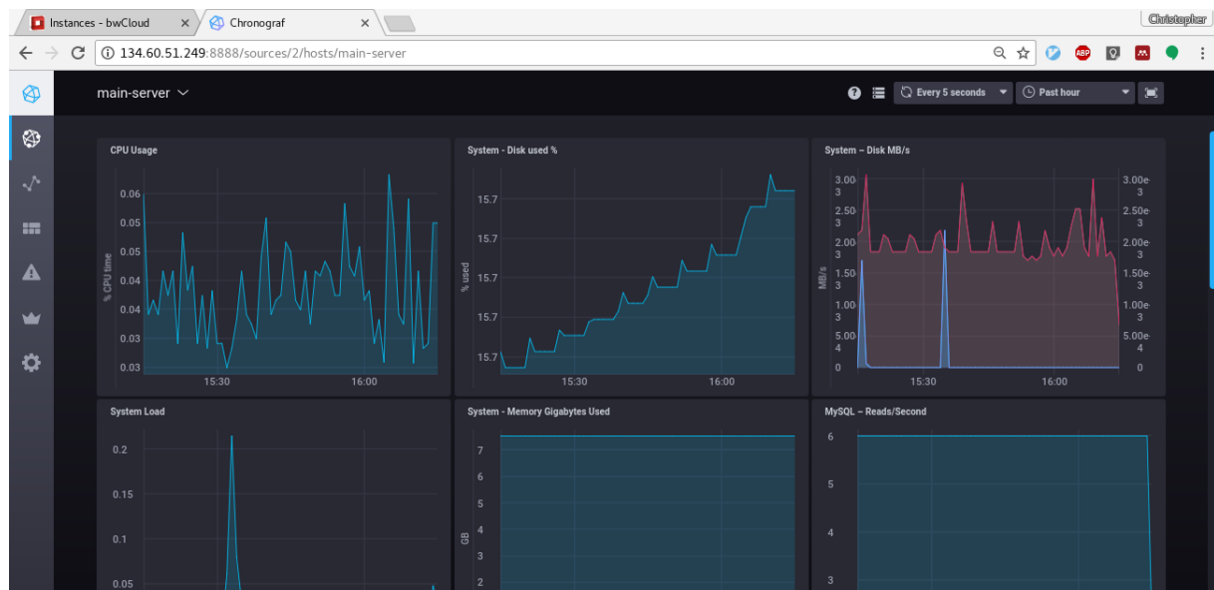 Instances - bwCloud
Chronograf
Christopher
134.60.51.249:8888/sources/2/hosts/main-server
ABP
main-server
Every 5 seconds
Past hour
CPU Usage
% CPU time
0.06
0.05
0.05
0.04
0.04
0.03
0.03
15:30
16:00
System - Disk used %
% used
15.7
15.7
15.7
15.7
15.7
15:30
16:00
System – Disk MB/s
MB/s
3.00
3
2.50
3
2.00
3
1.50
3
1.00
3
5.00
4
0
3.00e-
3
2.50e-
3
2.00e-
3
1.50e-
3
1.00e-
3
5.00e-
4
0
15:30
16:00
System Load
0.2
0.15
0.1
0.05
System - Memory Gigabytes Used
GB
7
6
5
4
3
2
MySQL – Reads/Second
6
5
4
3